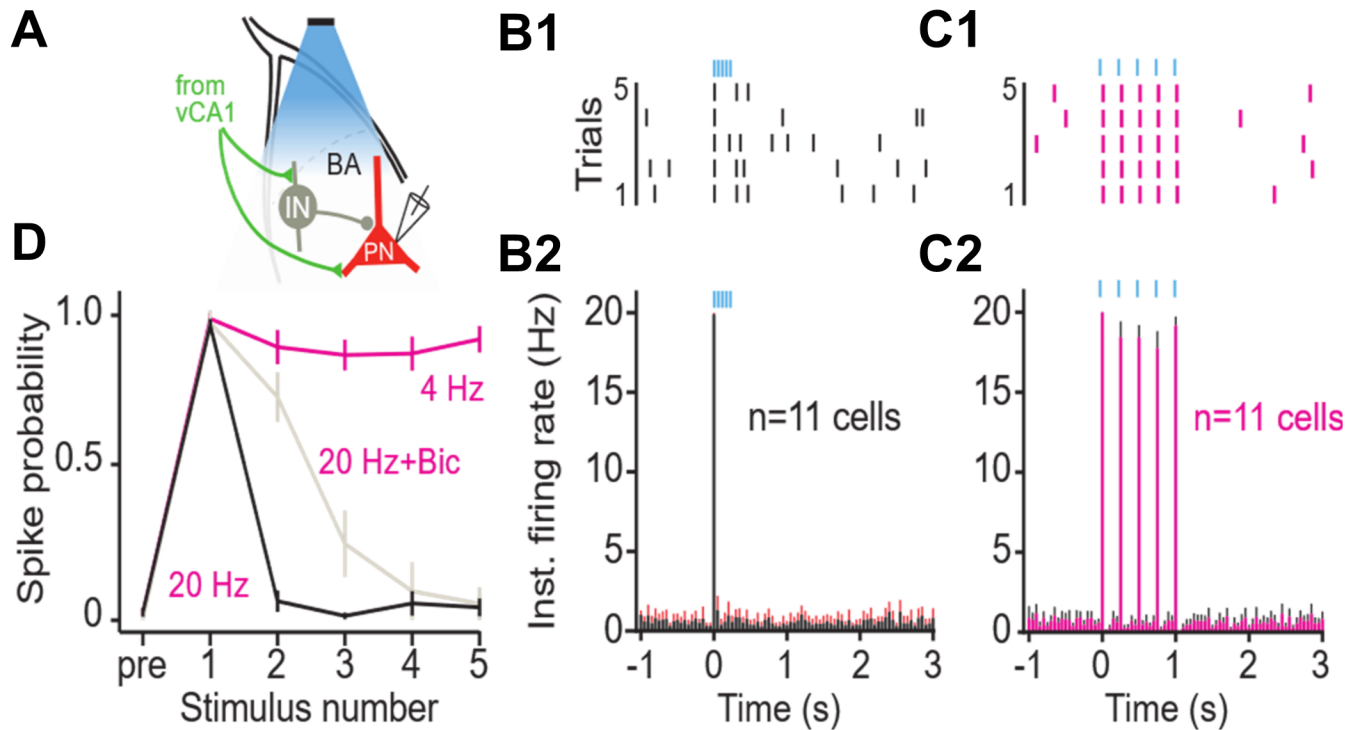 A
from
vCA1
BA
IN
PN
B1
Trials
5
1
C1
5
1
D
Spike probability
1.0
0.5
0
4 Hz
20 Hz+Bic
20 Hz
pre
1
2
3
4
5
Stimulus number
B2
Inst. firing rate (Hz)
20
15
10
5
0
n=11 cells
-1
0
1
2
3
Time (s)
C2
20
15
10
5
0
n=11 cells
-1
0
1
2
3
Time (s)